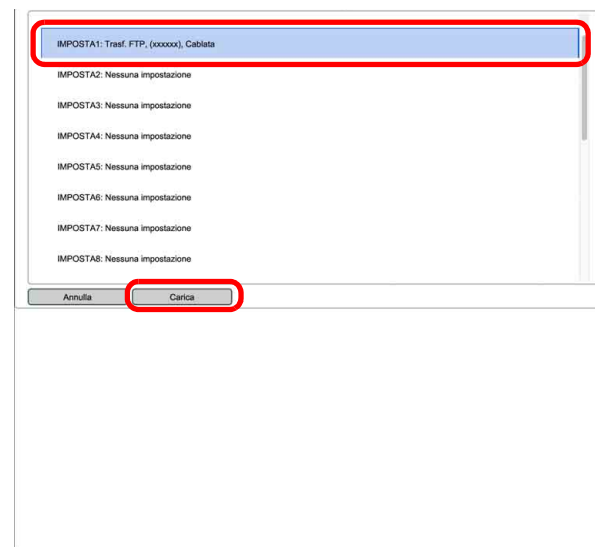 IMPOSTA1: Trasf. FTP, (xxxxxx), Cablata
IMPOSTA2: Nessuna impostazione
IMPOSTA3: Nessuna impostazione
IMPOSTA4: Nessuna impostazione
IMPOSTA5: Nessuna impostazione
IMPOSTA6: Nessuna impostazione
IMPOSTA7: Nessuna impostazione
IMPOSTA8: Nessuna impostazione
Annulla Carica